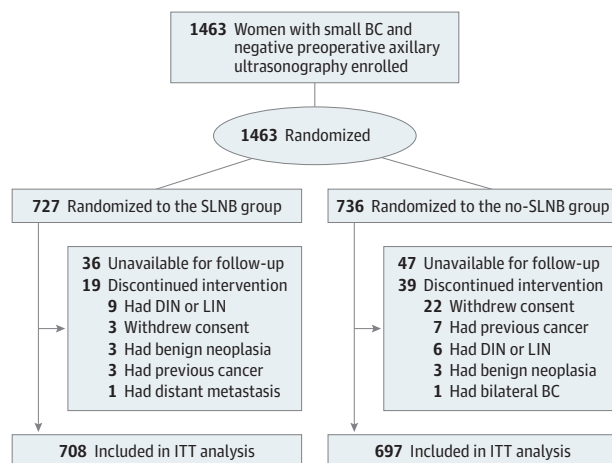 1463 Women with small BC and
negative preoperative axillary
ultrasonography enrolled
1463 Randomized
727 Randomized to the SLNB group
736 Randomized to the no-SLNB group
36 Unavailable for follow-up
19 Discontinued intervention
9 Had DIN or LIN
3 Withdrew consent
3 Had benign neoplasia
3 Had previous cancer
1 Had distant metastasis
47 Unavailable for follow-up
39 Discontinued intervention
22 Withdrew consent
7 Had previous cancer
6 Had DIN or LIN
3 Had benign neoplasia
1 Had bilateral BC
708 Included in ITT analysis
697 Included in ITT analysis